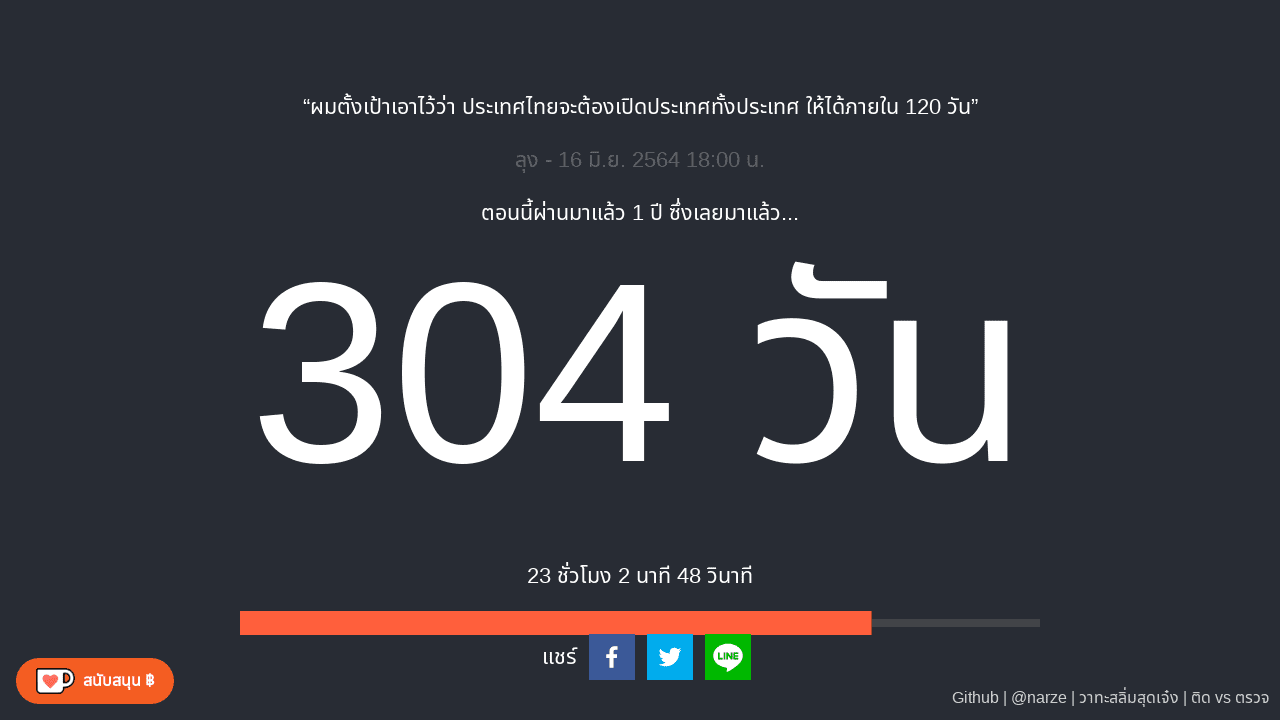 “ผมตั้งเป้าเอาไว้ว่า ประเทศไทยจะต้องเปิดประเทศทั้งประเทศ ให้ได้ภายใน 120 วัน”
ลุง - 16 มิ.ย. 2564 18:00 น.
ตอนนี้ผ่านมาแล้ว 1 ปี ซึ่งเลยมาแล้ว...
304 วัน
23 ชั่วโมง 2 นาที 48 วินาที
แชร์
LINE
สนับสนุน ฿
Github | @narze | วาทะสลิ่มสุดเจ๋ง | ติด vs ตรวจ